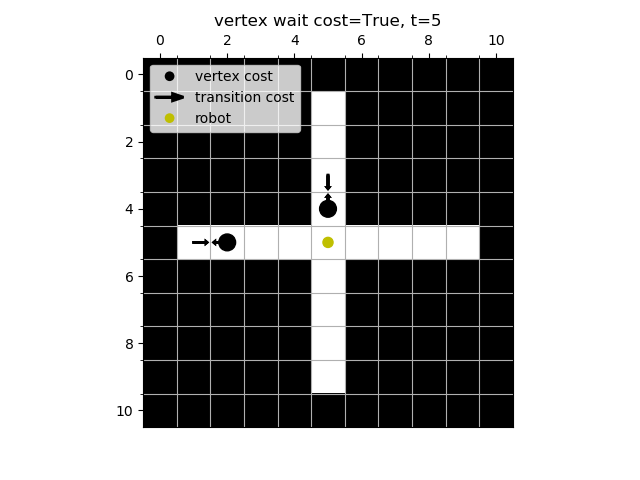 vertex wait cost=True, t=5
0 2 4 6 8 10
vertex cost
transition cost
robot
0
2
4
6
8
10